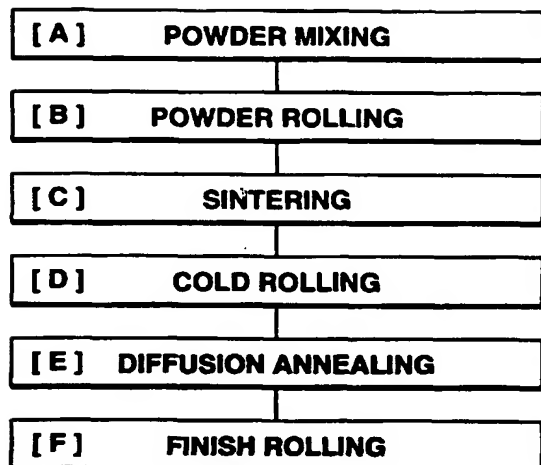 [A] POWDER MIXING
[B] POWDER ROLLING
[C] SINTERING
[D] COLD ROLLING
[E] DIFFUSION ANNEALING
[F] FINISH ROLLING